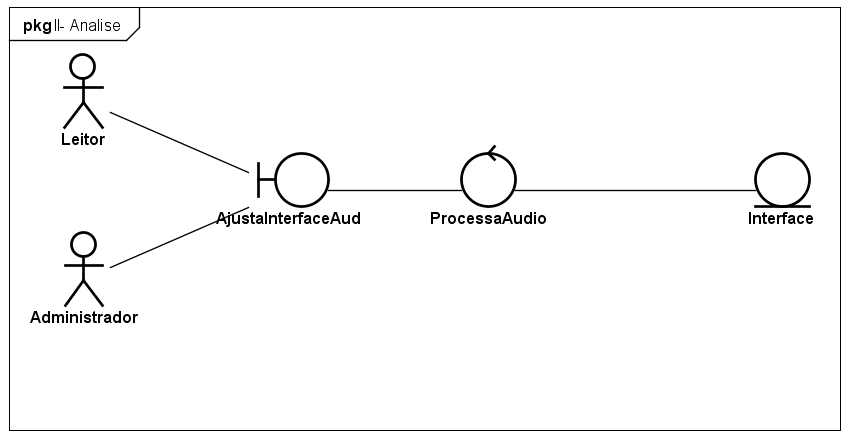 pkg II- Analise
Leitor
AjustaInterfaceAud
ProcessaAudio
Interface
Administrador